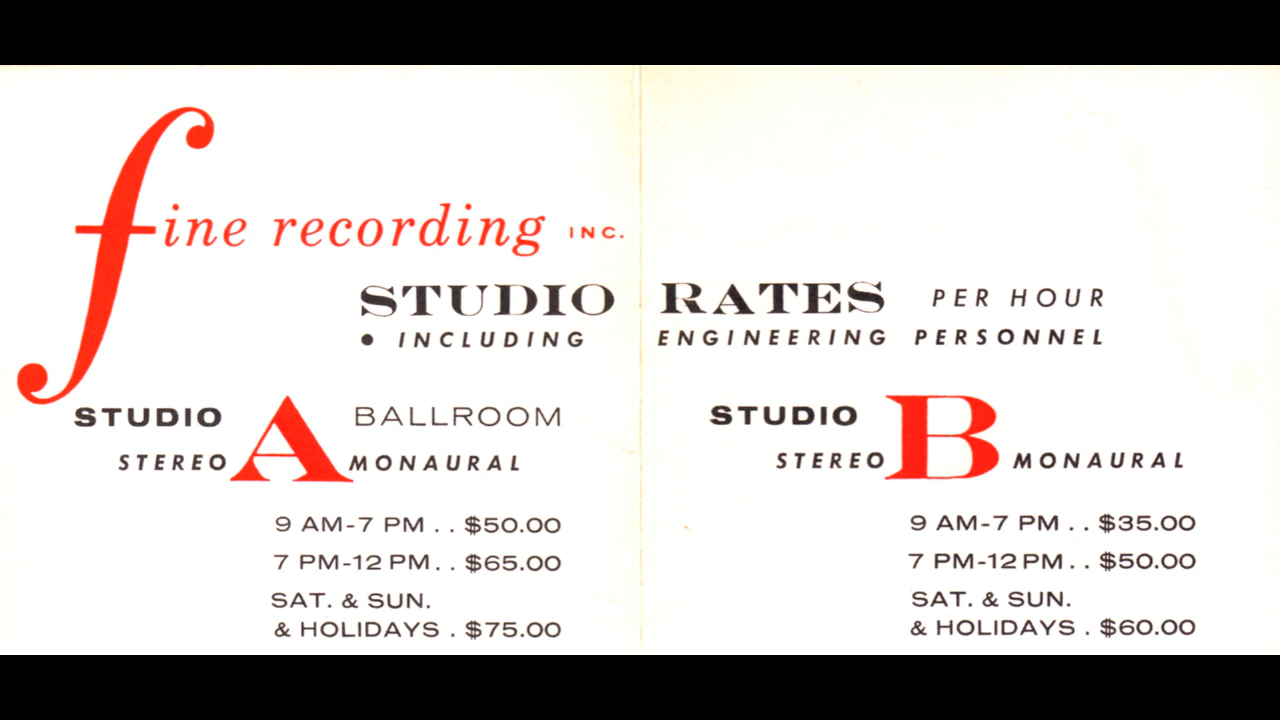 fine recording INC.
STUDIO RATES PER HOUR
• INCLUDING ENGINEERING PERSONNEL
STUDIO A BALLROOM
STEREO MONAURAL
9 AM-7 PM . . $50.00
7 PM-12 PM . . $65.00
SAT. & SUN.
& HOLIDAYS . $75.00
STUDIO B
STEREO MONAURAL
9 AM-7 PM . . $35.00
7 PM-12 PM . . $50.00
SAT. & SUN.
& HOLIDAYS . $60.00